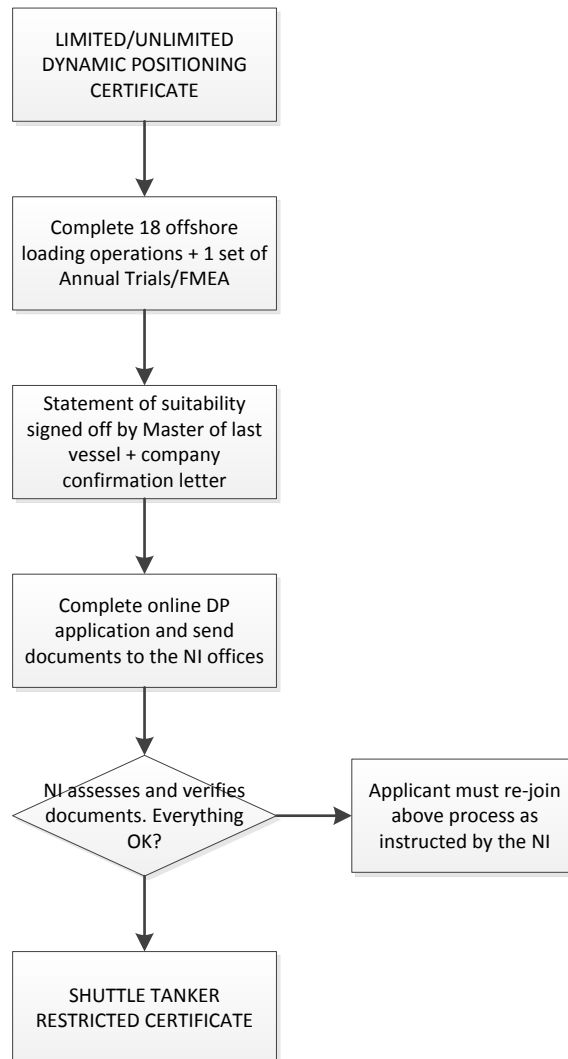 LIMITED/UNLIMITED
DYNAMIC POSITIONING
CERTIFICATE
Complete 18 offshore
loading operations + 1 set of
Annual Trials/FMEA
Statement of suitability
signed off by Master of last
vessel + company
confirmation letter
Complete online DP
application and send
documents to the NI offices
NI assesses and verifies
documents. Everything
OK?
Applicant must re-join
above process as
instructed by the NI
SHUTTLE TANKER
RESTRICTED CERTIFICATE